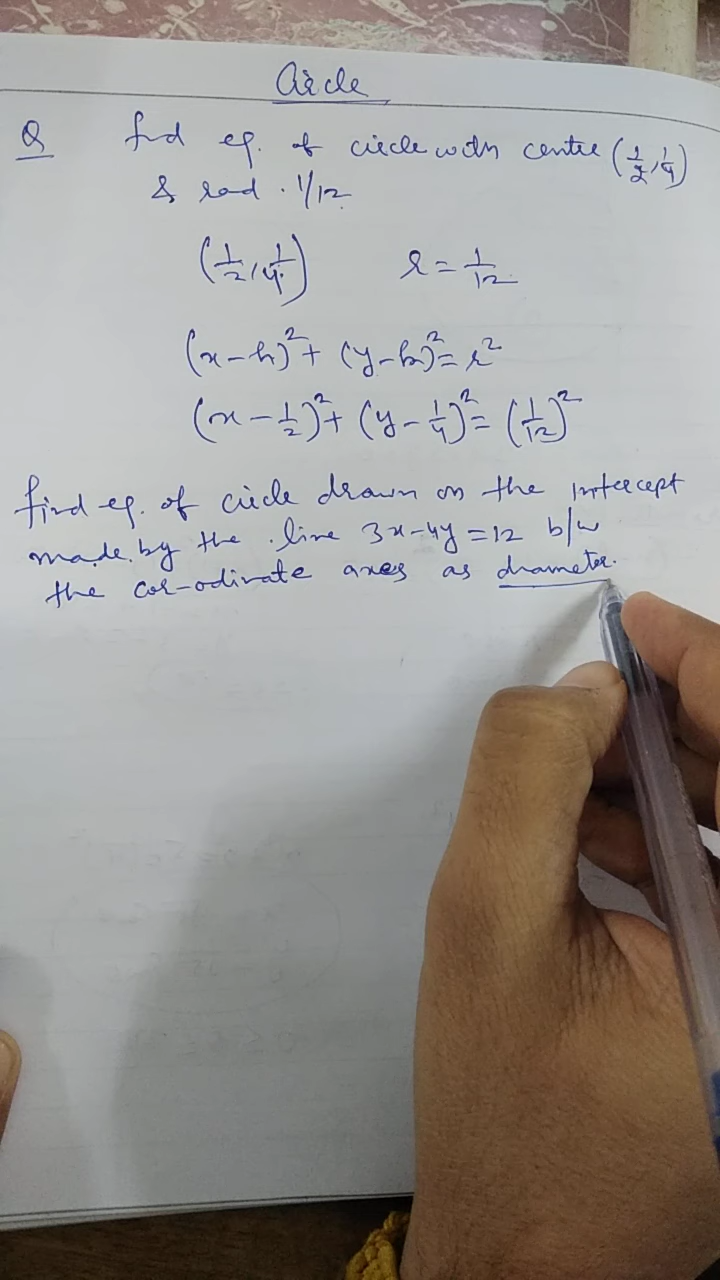 Circle
Q find eq. of circle with centre (1/2, 1/4)
& rad. 1/12
(1/2, 1/4) r = 1/12
(x-h)² + (y-k)² = r²
(x - 1/2)² + (y - 1/4)² = (1/12)²
find eq. of circle drawn on the intercept
made by the line 3x-4y=12 b/w
the cor-odinate axes as diameter.